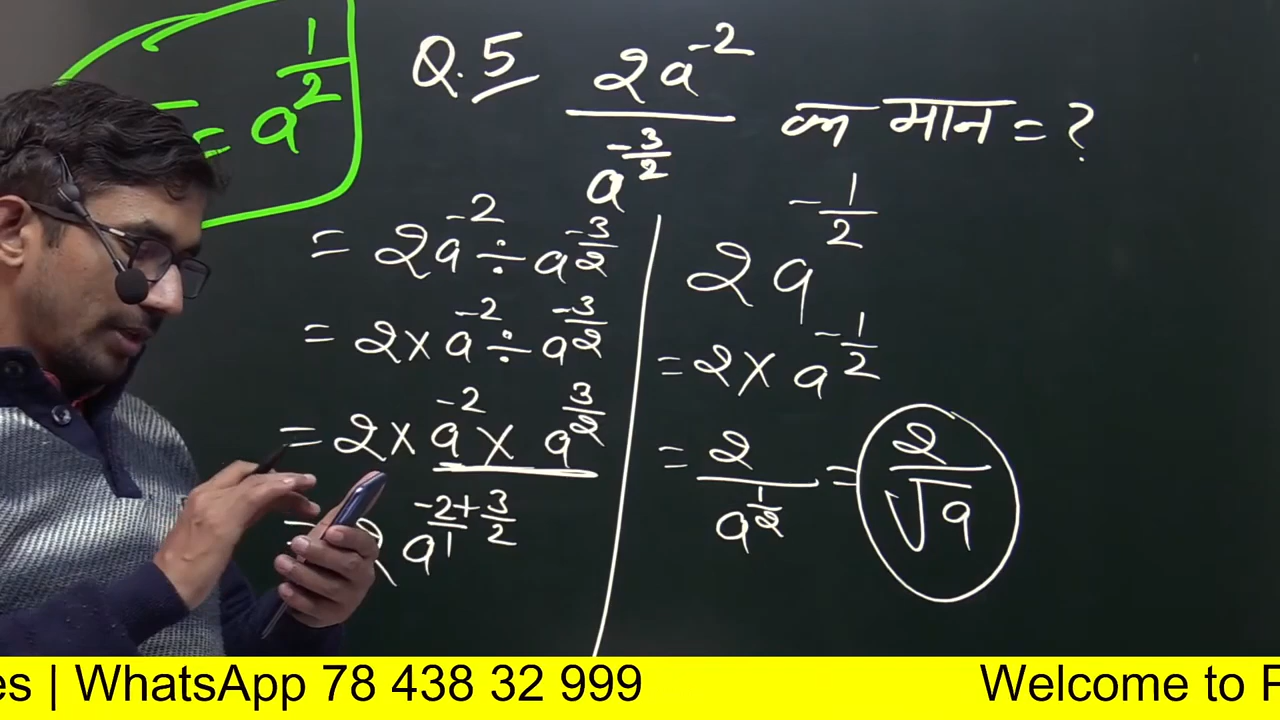 = a^{1/2}
Q.5 2a^{-2} / a^{-3/2} का मान = ?
= 2a^{-2} ÷ a^{-3/2}
= 2 × a^{-2} ÷ a^{-3/2}
= 2 × a^{-2} × a^{3/2}
= 2 a^{-2/1 + 3/2}
2a^{-1/2}
= 2 × a^{-1/2}
= 2 / a^{1/2} = 2 / √a
es | WhatsApp 78 438 32 999 Welcome to F